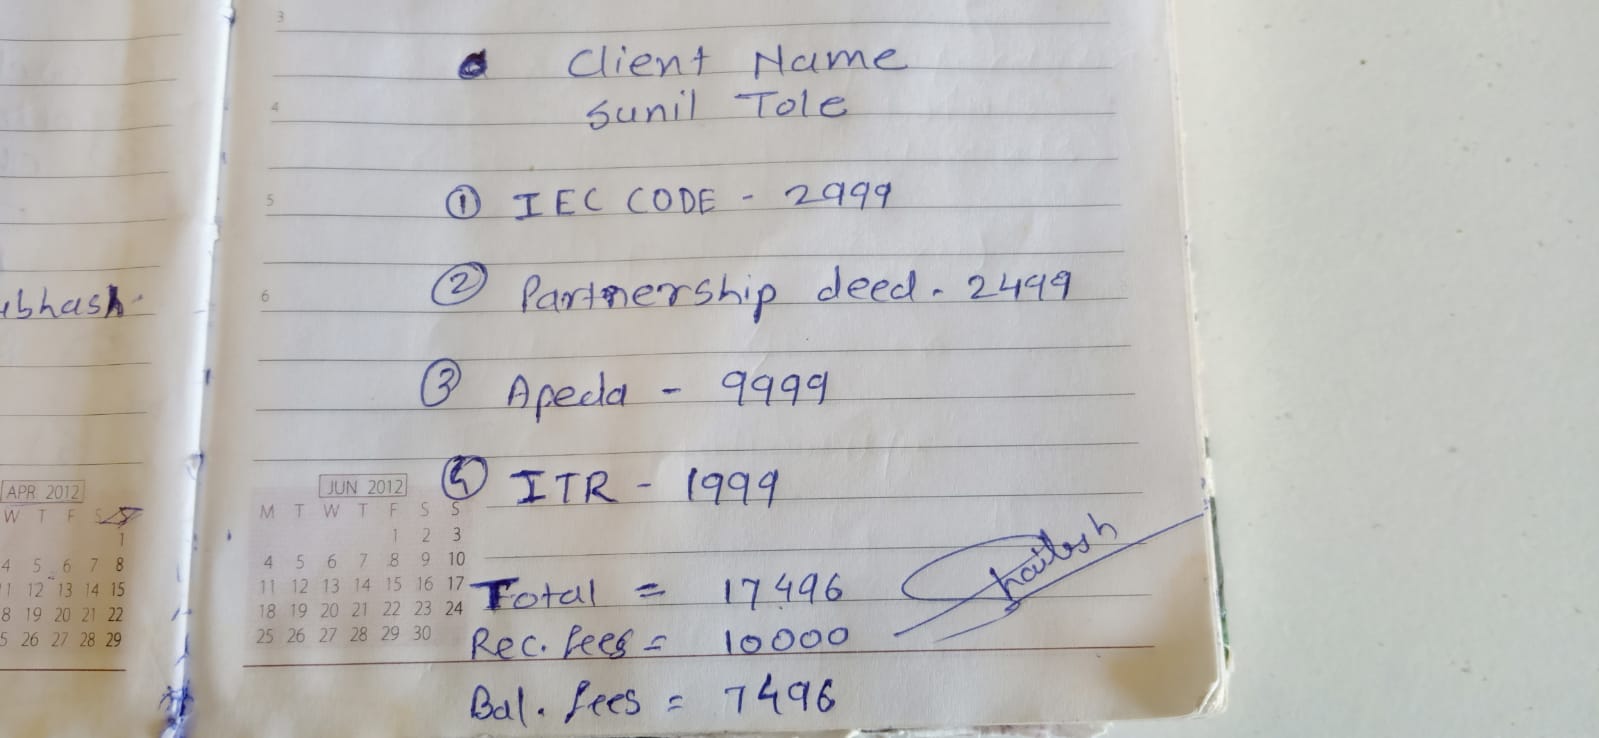 3
Client Name
4
Sunil Tole
5
① IEC CODE - 2999
6
② Partnership deed - 2499
③ Apeda - 9999
④ ITR - 1999
Total = 17496
Rec. fees = 10000
Bal. fees = 7496
Shailesh
JUN 2012
M T W T F S S
1 2 3
4 5 6 7 8 9 10
11 12 13 14 15 16 17
18 19 20 21 22 23 24
25 26 27 28 29 30
APR 2012
W T F S
1
4 5 6 7 8
11 12 13 14 15
18 19 20 21 22
25 26 27 28 29